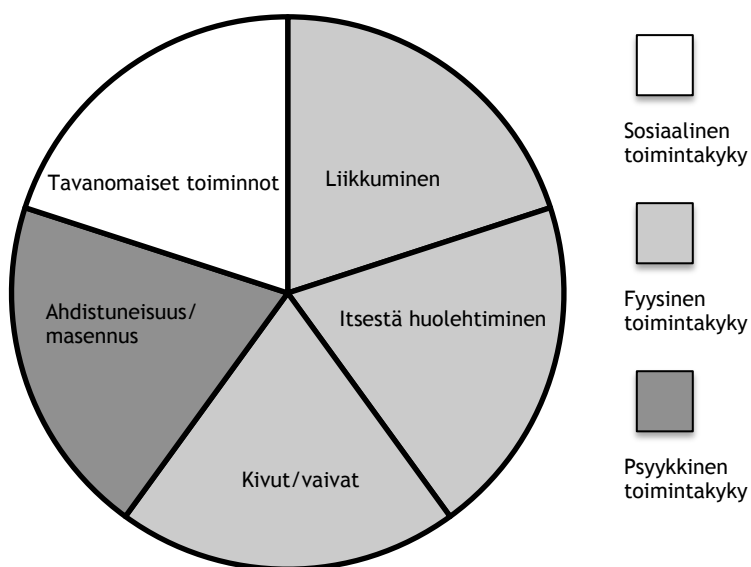 Tavanomaiset toiminnot
Liikkuminen
Ahdistuneisuus/
masennus
Itsestä huolehtiminen
Kivut/vaivat
Sosiaalinen
toimintakyky
Fyysinen
toimintakyky
Psyykkinen
toimintakyky